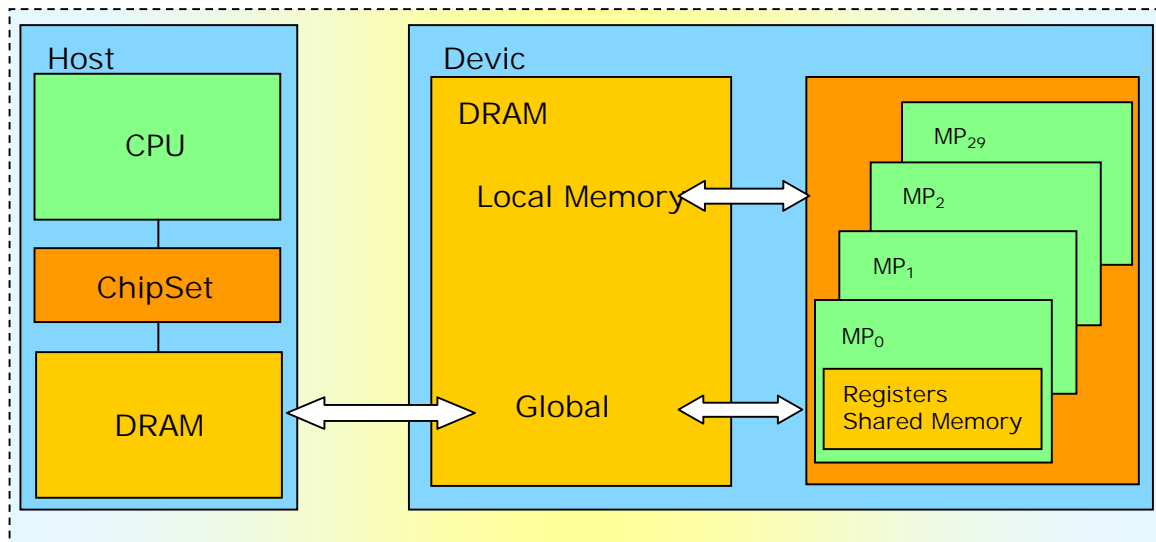 Host
CPU
ChipSet
DRAM
Devic
DRAM
Local Memory
Global
MP29
MP2
MP1
MP0
Registers
Shared Memory